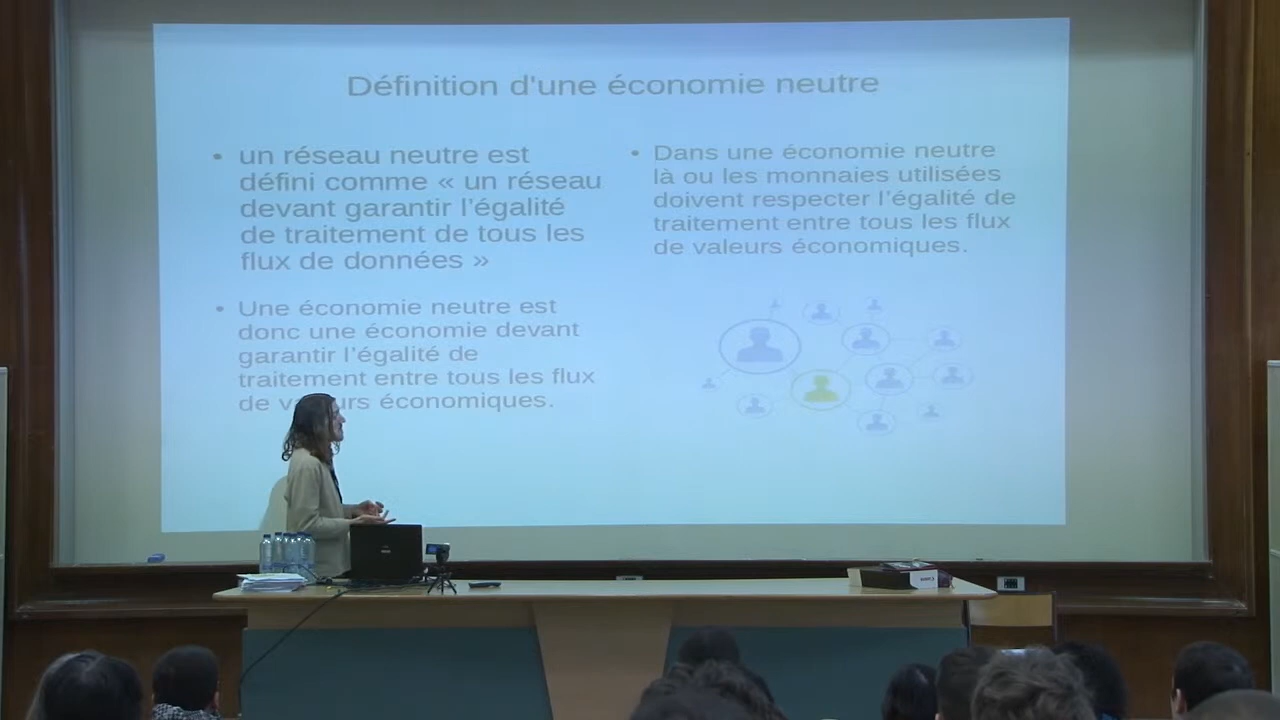 Définition d'une économie neutre
• un réseau neutre est
défini comme « un réseau
devant garantir l'égalité
de traitement de tous les
flux de données »
• Une économie neutre est
donc une économie devant
garantir l'égalité de
traitement entre tous les flux
de valeurs économiques.
• Dans une économie neutre
là ou les monnaies utilisées
doivent respecter l'égalité de
traitement entre tous les flux
de valeurs économiques.